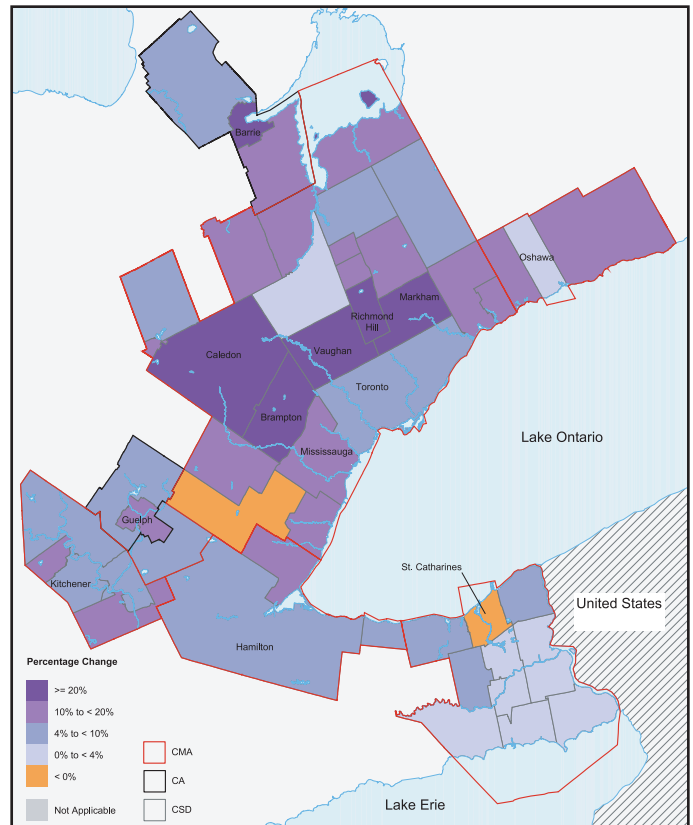 Barrie
Oshawa
Markham
Richmond
Hill
Caledon
Vaughan
Toronto
Brampton
Lake Ontario
Mississauga
Guelph
St. Catharines
Kitchener
United States
Hamilton
Percentage Change
>= 20%
10% to < 20%
4% to < 10%
0% to < 4%
< 0%
Not Applicable
CMA
CA
CSD
Lake Erie